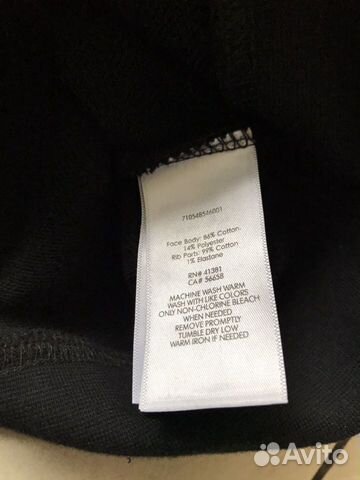 710548546001
Face Body: 86% Cotton
14% Polyester
Rib Parts: 99% Cotton
1% Elastane
RN# 41381
CA# 56658
MACHINE WASH WARM
WASH WITH LIKE COLORS
ONLY NON-CHLORINE BLEACH
WHEN NEEDED
REMOVE PROMPTLY
TUMBLE DRY LOW
WARM IRON IF NEEDED
Avito